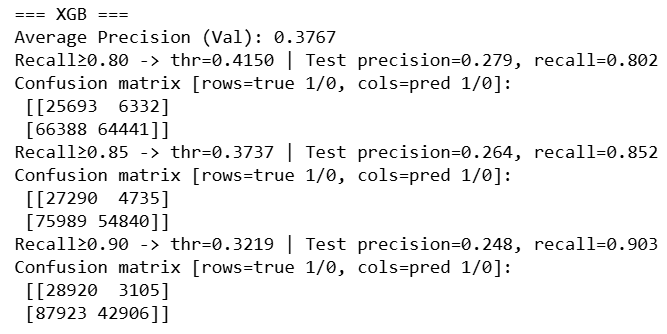 === XGB ===
Average Precision (Val): 0.3767
Recall≥0.80 -> thr=0.4150 | Test precision=0.279, recall=0.802
Confusion matrix [rows=true 1/0, cols=pred 1/0]:
[[25693  6332]
[66388 64441]]
Recall≥0.85 -> thr=0.3737 | Test precision=0.264, recall=0.852
Confusion matrix [rows=true 1/0, cols=pred 1/0]:
[[27290  4735]
[75989 54840]]
Recall≥0.90 -> thr=0.3219 | Test precision=0.248, recall=0.903
Confusion matrix [rows=true 1/0, cols=pred 1/0]:
[[28920  3105]
[87923 42906]]